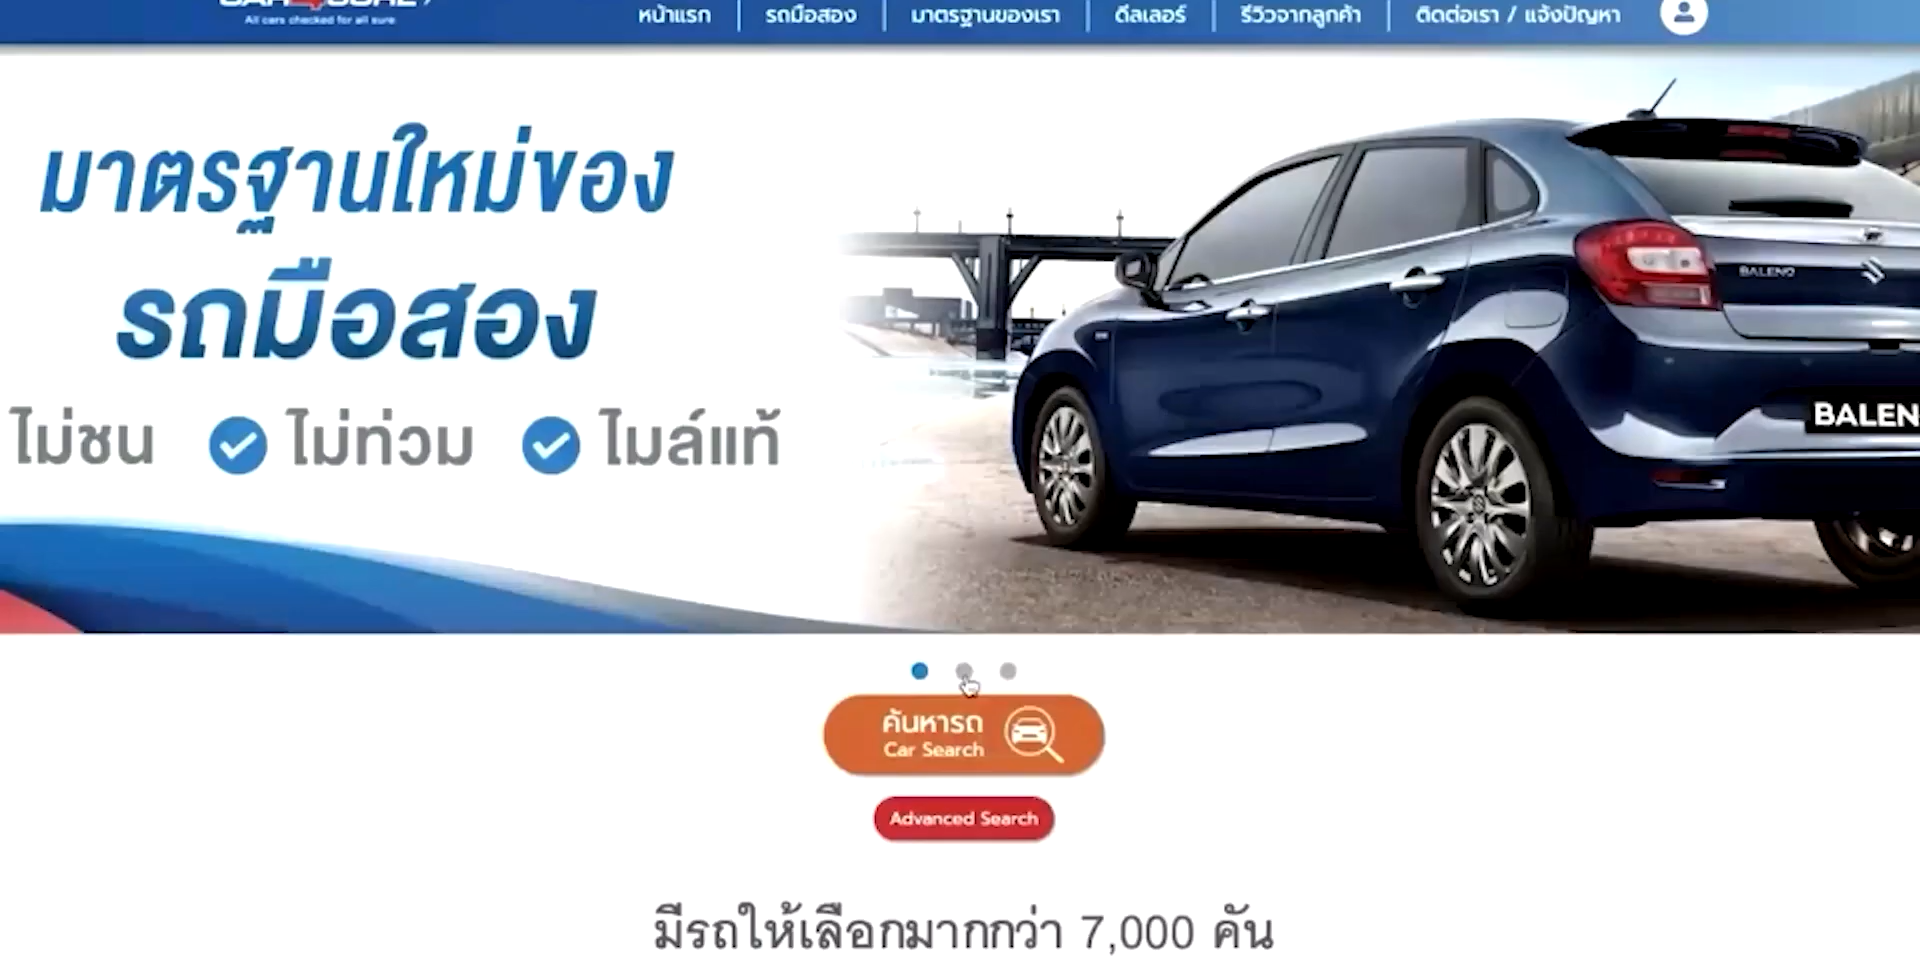 All cars checked for all sure
หน้าแรก
รถมือสอง
มาตรฐานของเรา
ดีลเลอร์
รีวิวจากลูกค้า
ติดต่อเรา / แจ้งปัญหา
มาตรฐานใหม่ของ
รถมือสอง
ไม่ชน ไม่ท่วม ไมล์แท้
BALENO
BALEN
ค้นหารถ
Car Search
Advanced Search
มีรถให้เลือกมากกว่า 7,000 คัน